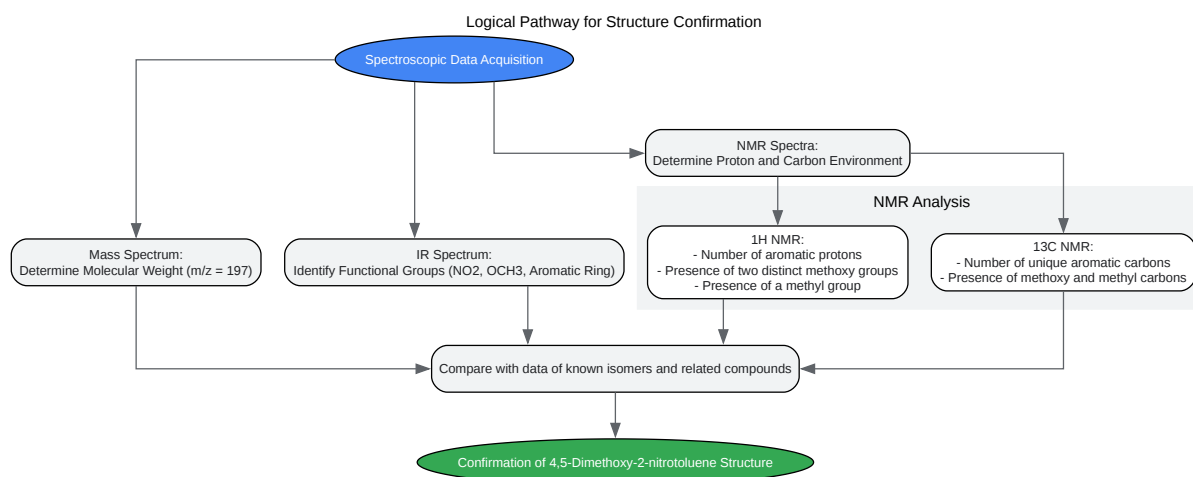 Logical Pathway for Structure Confirmation
Spectroscopic Data Acquisition
NMR Spectra:
Determine Proton and Carbon Environment
NMR Analysis
Mass Spectrum:
Determine Molecular Weight (m/z = 197)
IR Spectrum:
Identify Functional Groups (NO2, OCH3, Aromatic Ring)
1H NMR:
- Number of aromatic protons
- Presence of two distinct methoxy groups
- Presence of a methyl group
13C NMR:
- Number of unique aromatic carbons
- Presence of methoxy and methyl carbons
Compare with data of known isomers and related compounds
Confirmation of 4,5-Dimethoxy-2-nitrotoluene Structure